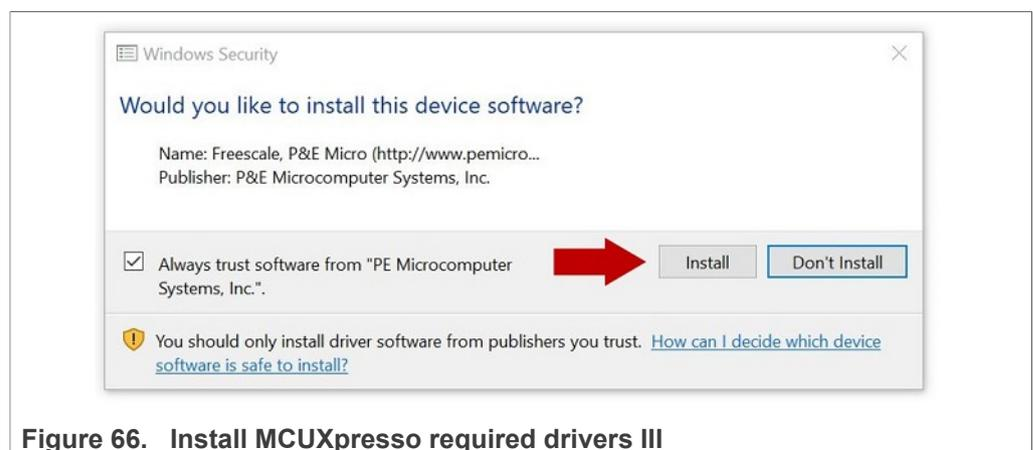 Windows Security
Would you like to install this device software?
Name: Freescale, P&E Micro (http://www.pemicro...
Publisher: P&E Microcomputer Systems, Inc.
Always trust software from "PE Microcomputer
Systems, Inc.".
Install
Don't Install
You should only install driver software from publishers you trust. How can I decide which device
software is safe to install?
Figure 66. Install MCUXpresso required drivers III